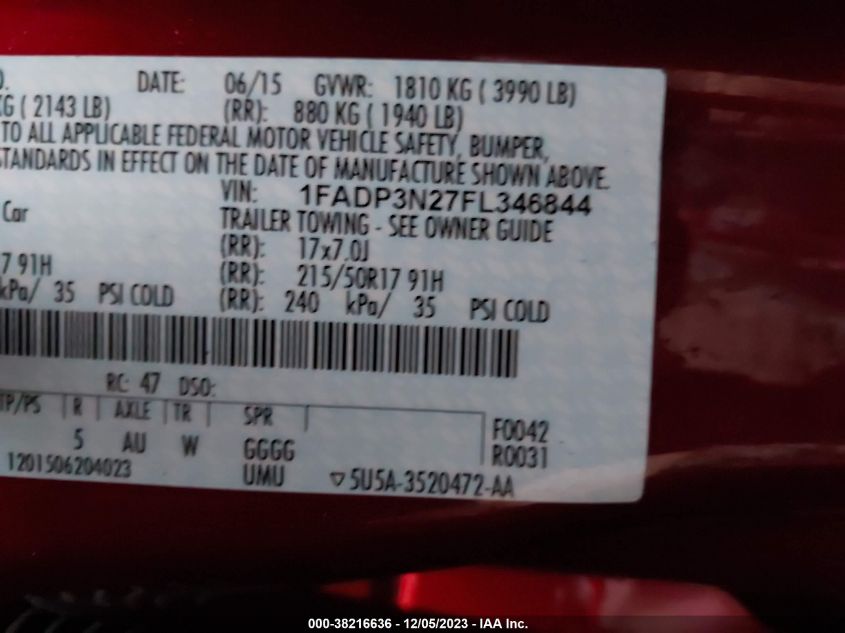 DATE: 06/15 GVWR: 1810 KG ( 3990 LB)
KG ( 2143 LB) (RR): 880 KG ( 1940 LB)
TO ALL APPLICABLE FEDERAL MOTOR VEHICLE SAFETY, BUMPER,
STANDARDS IN EFFECT ON THE DATE OF MANUFACTURE SHOWN ABOVE.
VIN: 1FADP3N27FL346844
Car TRAILER TOWING - SEE OWNER GUIDE
(RR): 17x7.0J
7 91H (RR): 215/50R17 91H
kPa/ 35 PSI COLD (RR): 240 kPa/ 35 PSI COLD
RC: 47 DSO:
TP/PS R AXLE TR SPR
5 AU W GGGG F0042
R0031
1201506204023 UMU ▽5U5A-3520472-AA
000-38216636 - 12/05/2023 - IAA Inc.